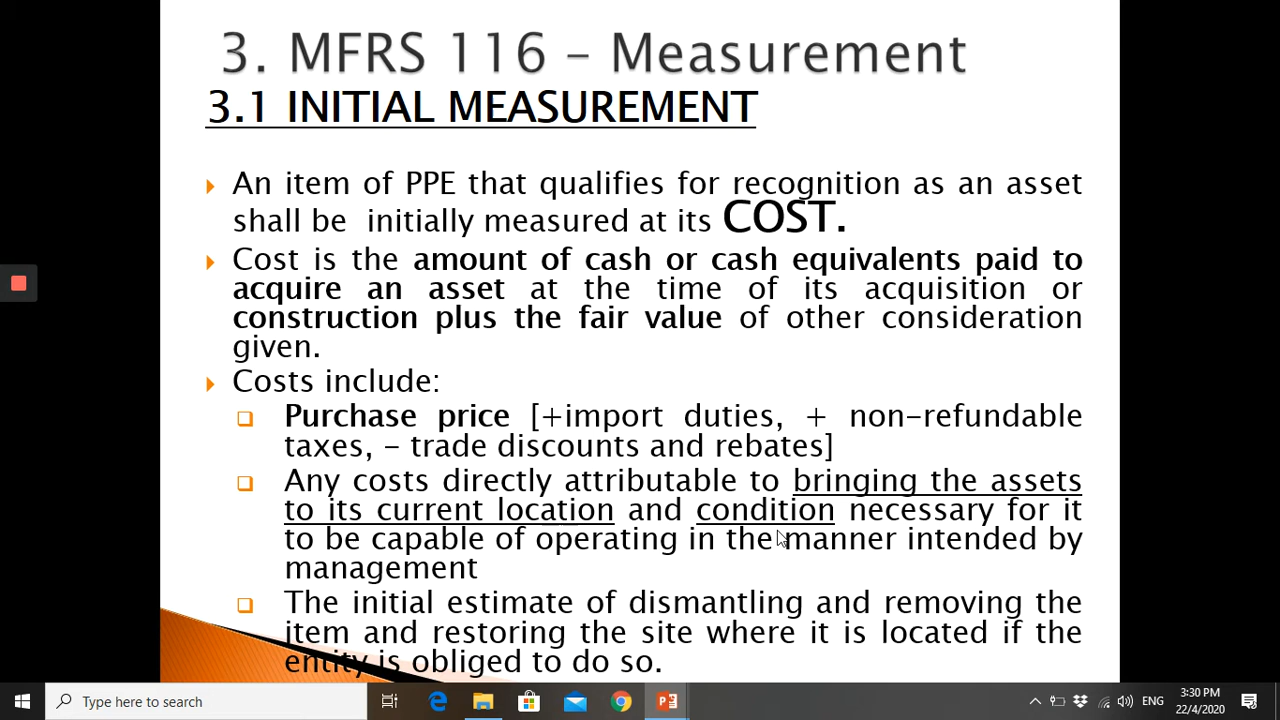 3. MFRS 116 – Measurement
3.1 INITIAL MEASUREMENT
An item of PPE that qualifies for recognition as an asset
shall be initially measured at its COST.
Cost is the amount of cash or cash equivalents paid to
acquire an asset at the time of its acquisition or
construction plus the fair value of other consideration
given.
Costs include:
Purchase price [+import duties, + non-refundable
taxes, - trade discounts and rebates]
Any costs directly attributable to bringing the assets
to its current location and condition necessary for it
to be capable of operating in the manner intended by
management
The initial estimate of dismantling and removing the
item and restoring the site where it is located if the
entity is obliged to do so.
Type here to search
ENG
3:30 PM
22/4/2020